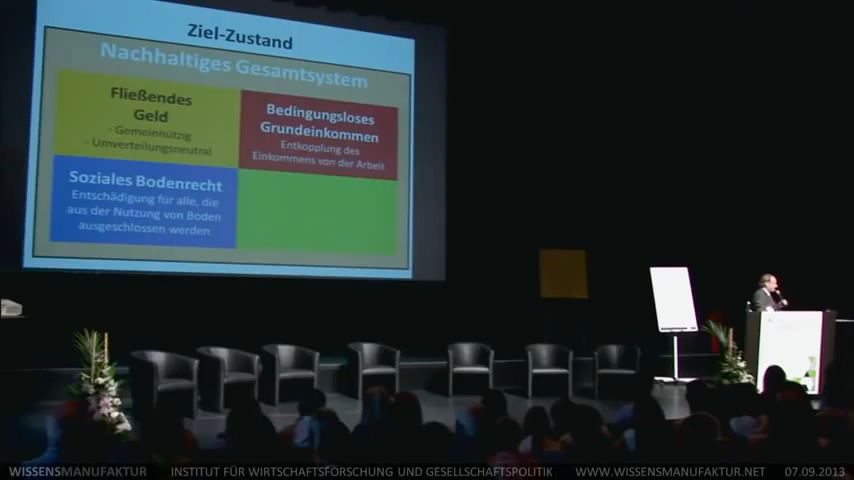 Ziel-Zustand
Nachhaltiges Gesamtsystem
Fließendes
Geld
- Gemeinnützig
- Umverteilungsneutral
Bedingungsloses
Grundeinkommen
Entkopplung des
Einkommens von der Arbeit
Soziales Bodenrecht
Entschädigung für alle, die
aus der Nutzung von Boden
ausgeschlossen werden
WISSENSMANUFAKTUR INSTITUT FÜR WIRTSCHAFTSFORSCHUNG UND GESELLSCHAFTSPOLITIK WWW.WISSENSMANUFAKTUR.NET 07.09.2013